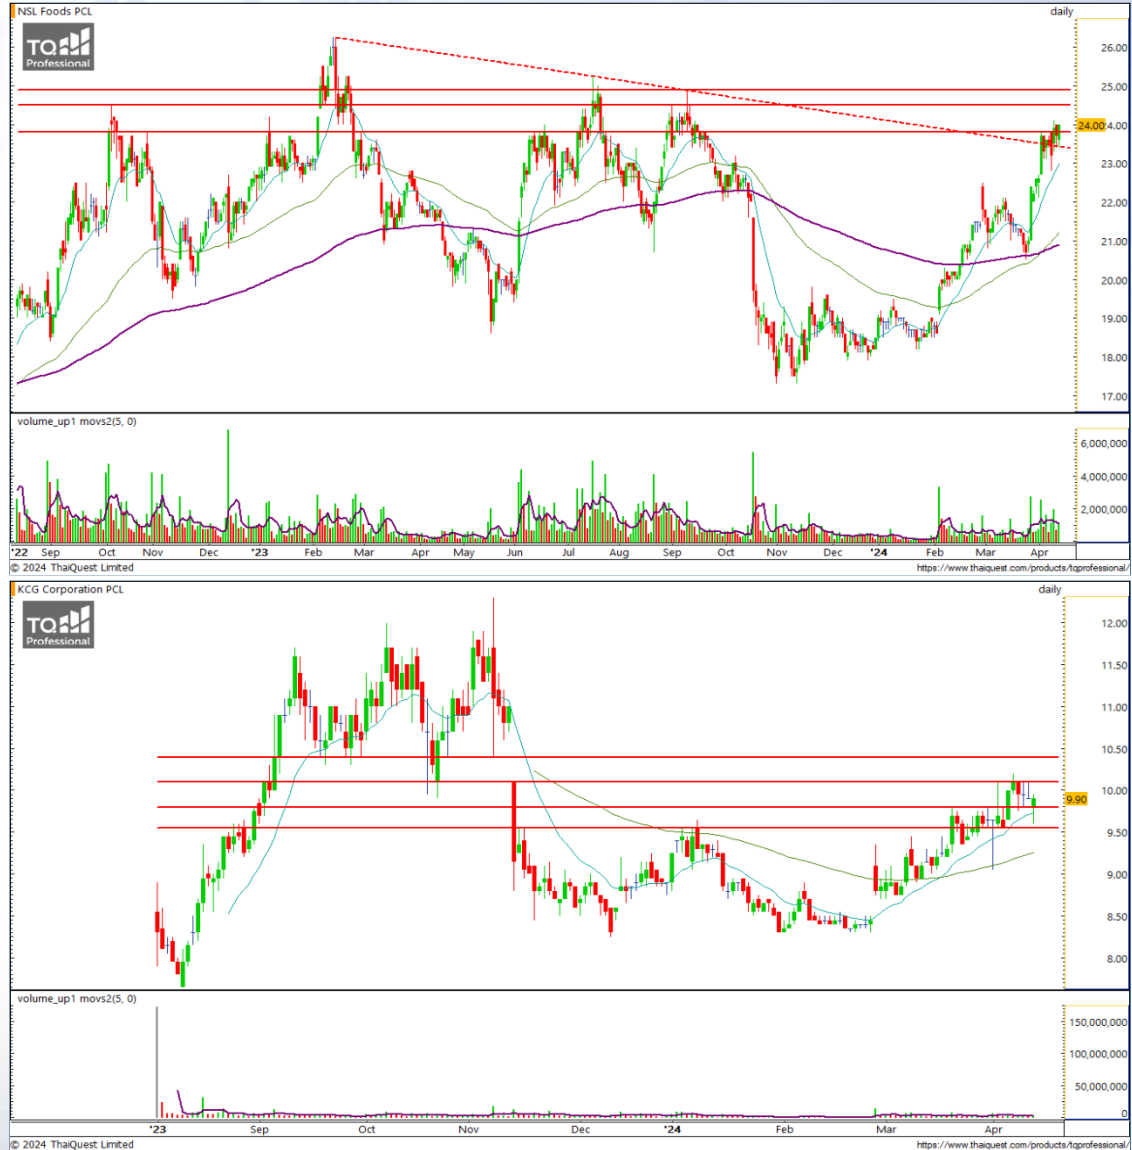 NSL Foods PCL
daily
TQ
Professional
26.00
25.00
24.00
24.00
23.00
22.00
21.00
20.00
19.00
18.00
17.00
volume_up1 movs2(5, 0)
6,000,000
4,000,000
2,000,000
'22 Sep Oct Nov Dec '23 Feb Mar Apr May Jun Jul Aug Sep Oct Nov Dec '24 Feb Mar Apr
© 2024 ThaiQuest Limited
https://www.thaiquest.com/products/tqprofessional/
KCG Corporation PCL
daily
TQ
Professional
12.00
11.50
11.00
10.50
10.00
9.90
9.50
9.00
8.50
8.00
volume_up1 movs2(5, 0)
150,000,000
100,000,000
50,000,000
0
'23 Sep Oct Nov Dec '24 Feb Mar Apr
© 2024 ThaiQuest Limited
https://www.thaiquest.com/products/tqprofessional/